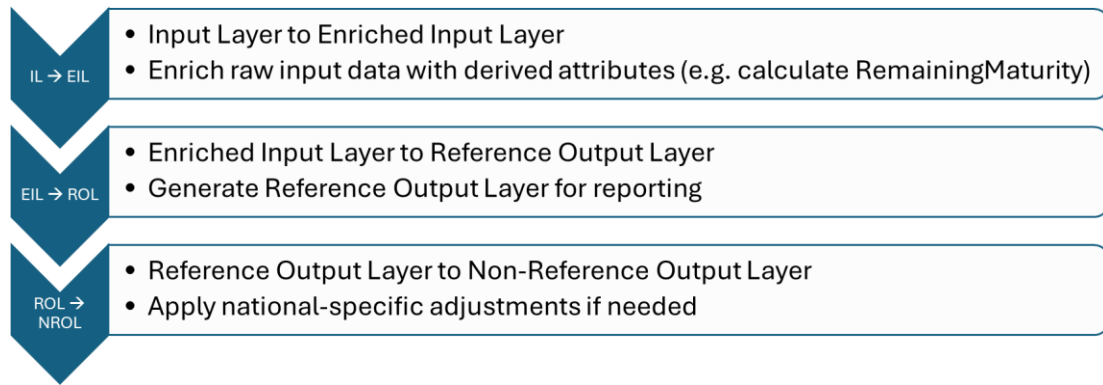 IL → EIL
• Input Layer to Enriched Input Layer
• Enrich raw input data with derived attributes (e.g. calculate RemainingMaturity)
EIL → ROL
• Enriched Input Layer to Reference Output Layer
• Generate Reference Output Layer for reporting
ROL →
NROL
• Reference Output Layer to Non-Reference Output Layer
• Apply national-specific adjustments if needed